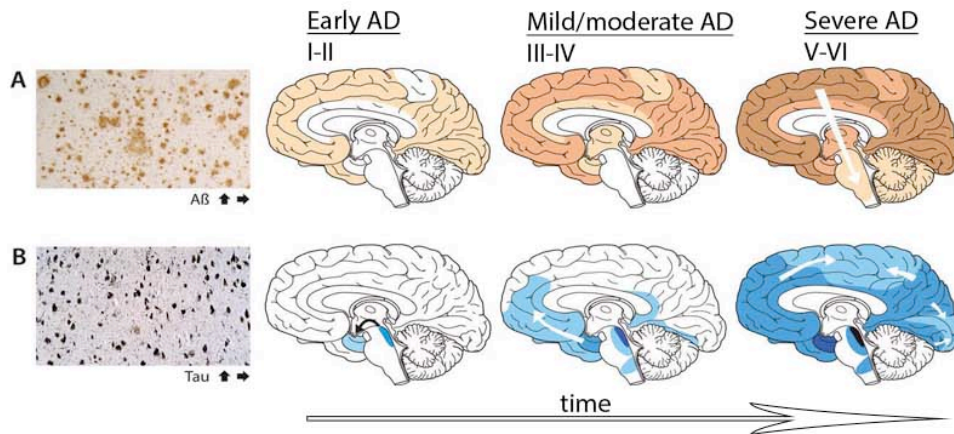 Early AD
I-II
Mild/moderate AD
III-IV
Severe AD
V-VI
A
Aß
B
Tau
time